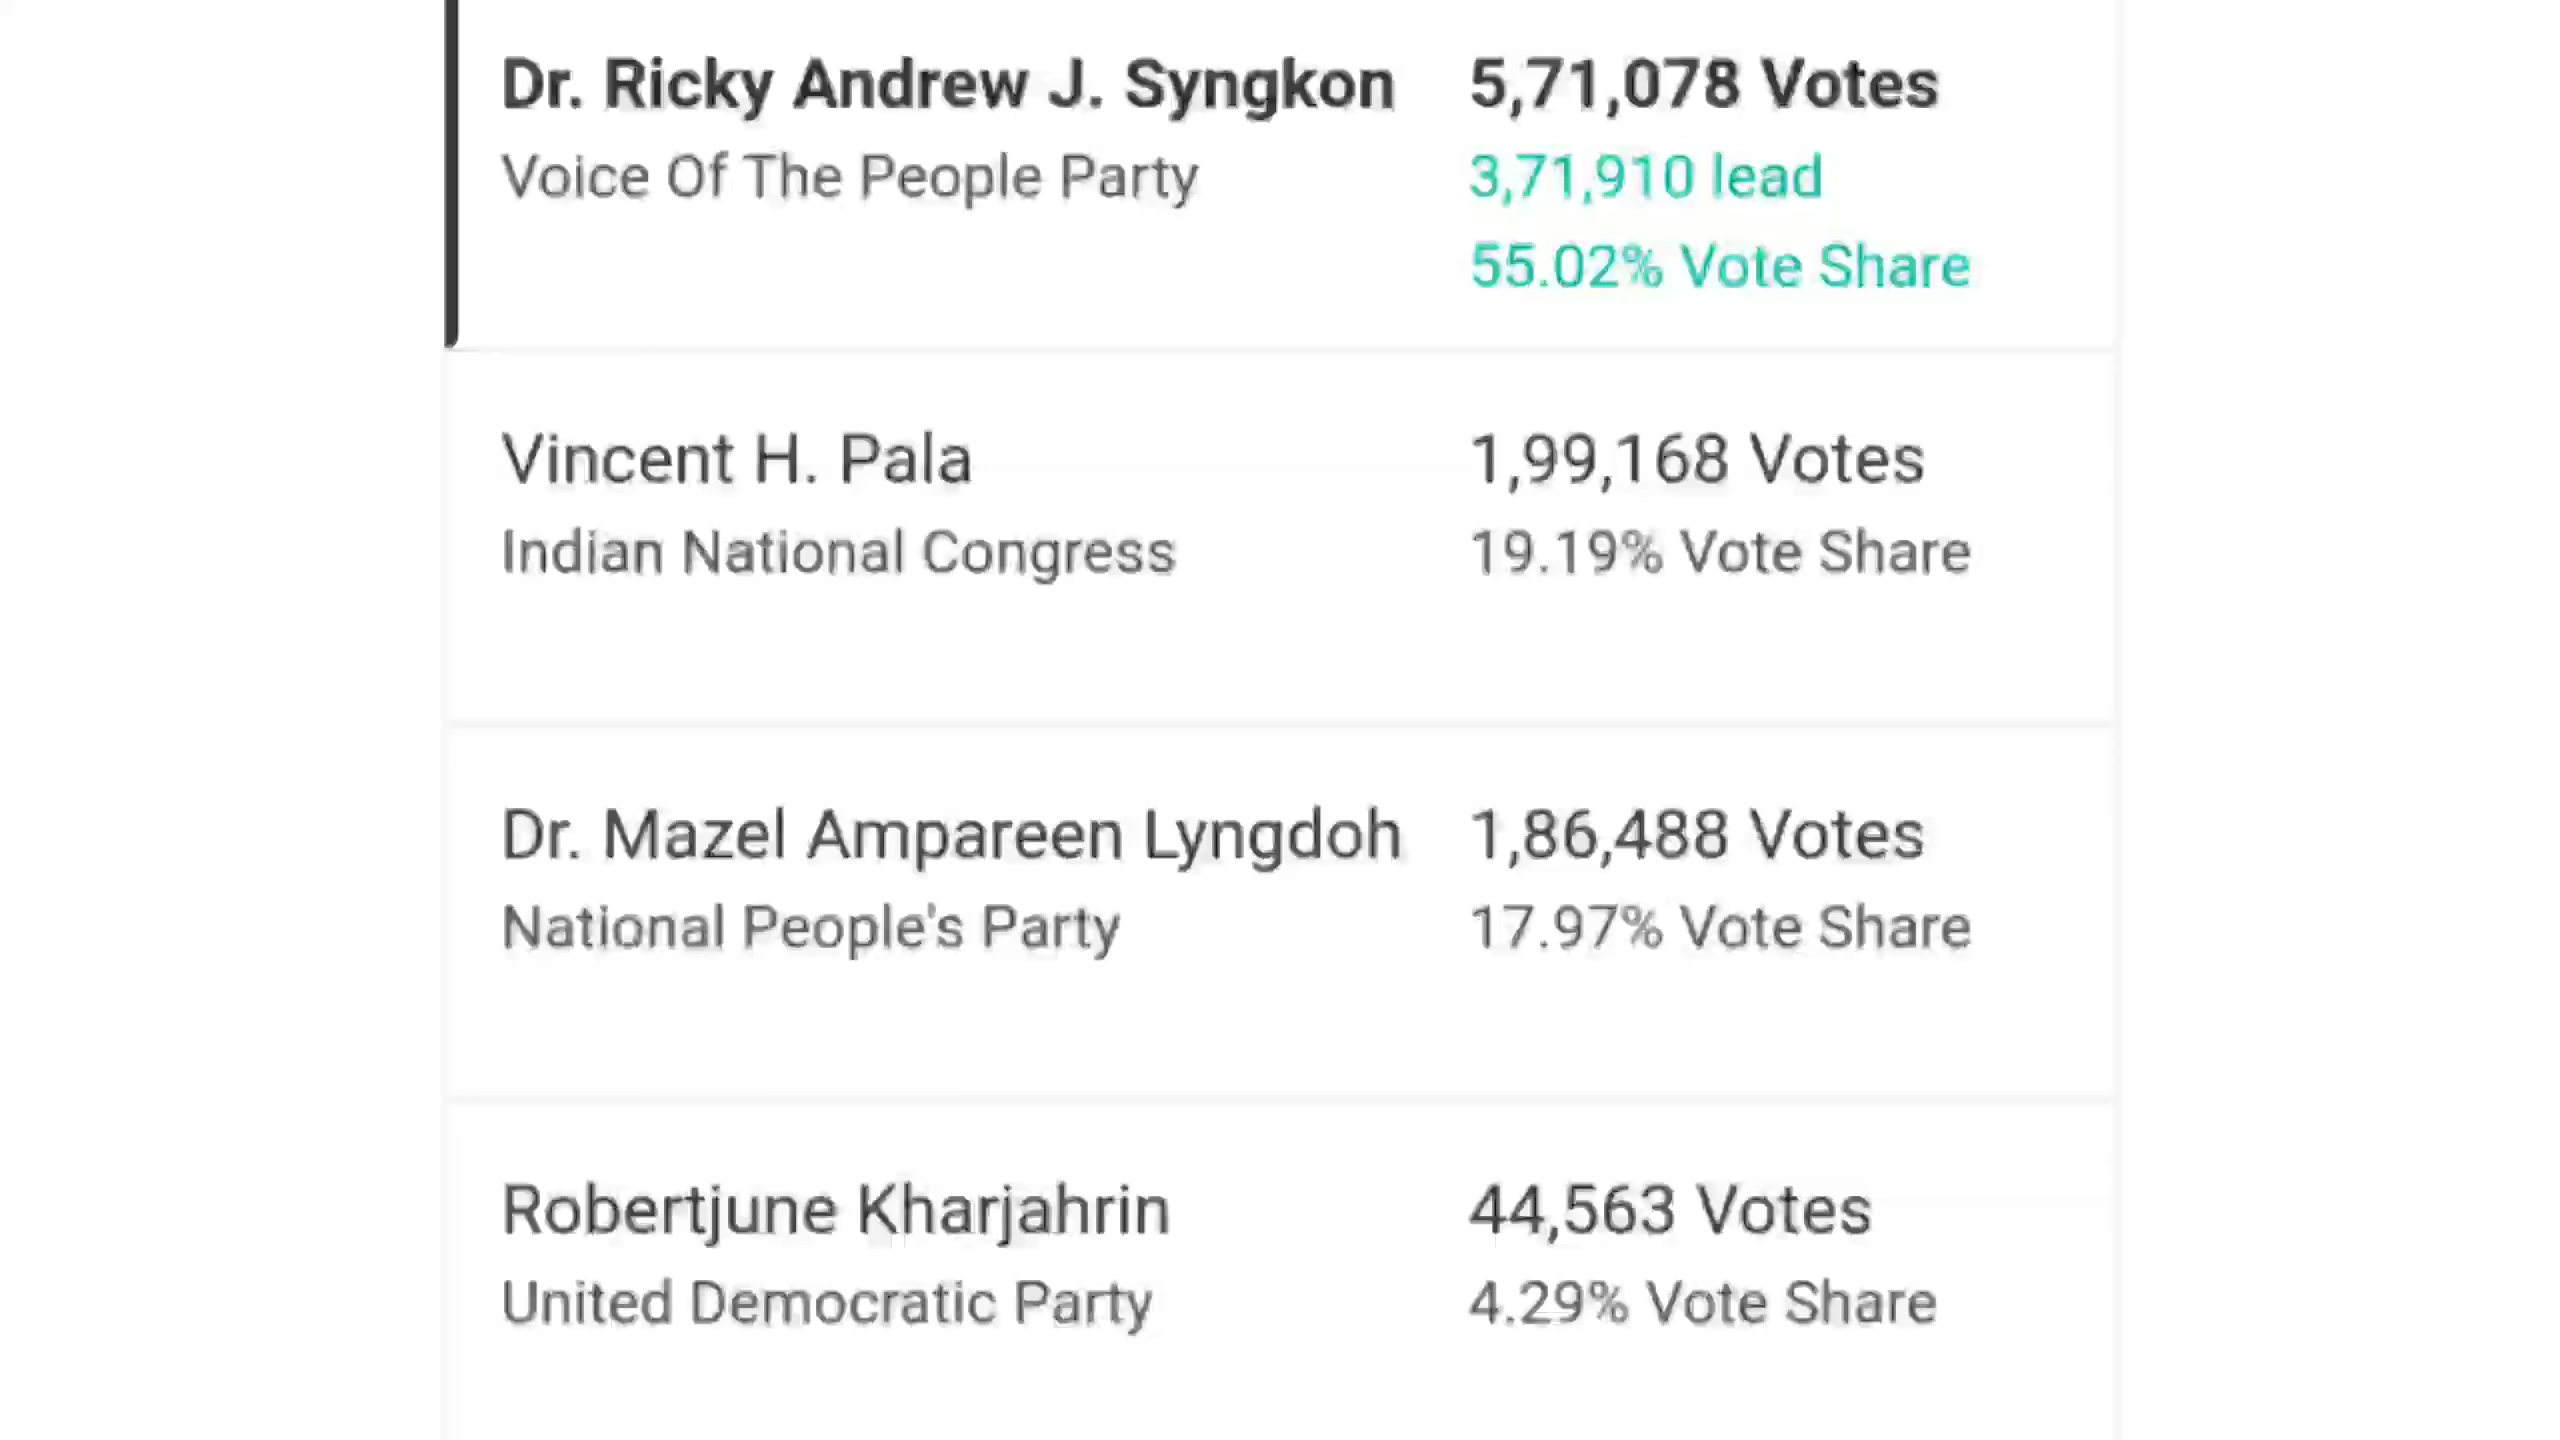 Dr. Ricky Andrew J. Syngkon
5,71,078 Votes
Voice Of The People Party
3,71,910 lead
55.02% Vote Share
Vincent H. Pala
1,99,168 Votes
Indian National Congress
19.19% Vote Share
Dr. Mazel Ampareen Lyngdoh
1,86,488 Votes
National People's Party
17.97% Vote Share
Robertjune Kharjahrin
44,563 Votes
United Democratic Party
4.29% Vote Share